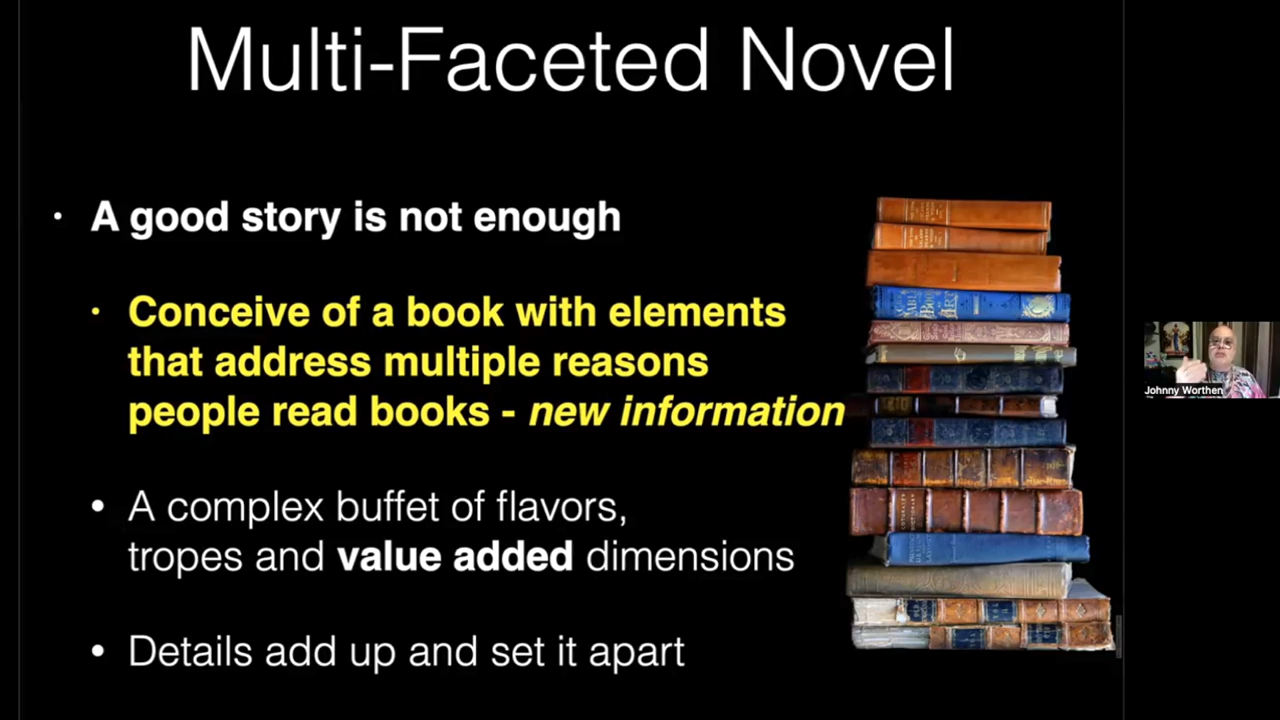 Multi-Faceted Novel
• A good story is not enough
• Conceive of a book with elements
that address multiple reasons
people read books - new information
• A complex buffet of flavors,
tropes and value added dimensions
• Details add up and set it apart
Johnny Worthen